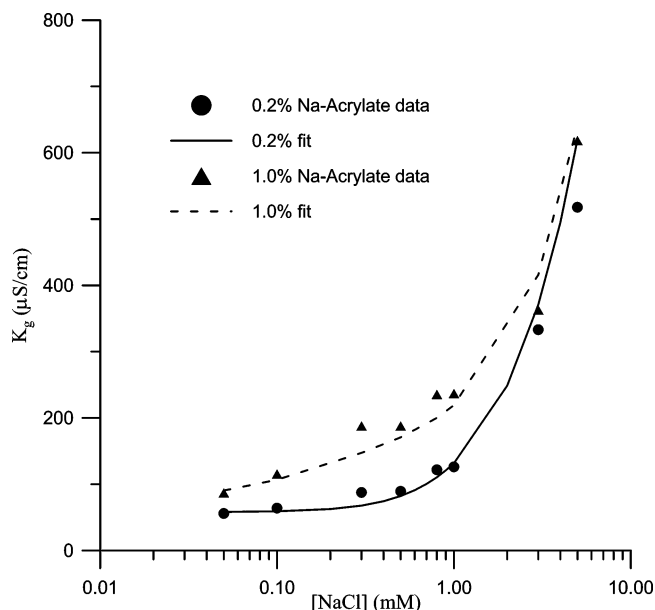 800
600
400
200
0
K_g (μS/cm)
0.2% Na-Acrylate data
0.2% fit
1.0% Na-Acrylate data
1.0% fit
0.01 0.10 1.00 10.00
[NaCl] (mM)